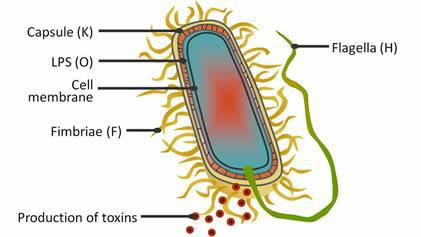 Capsule (K)
LPS (O)
Cell
membrane
Fimbriae (F)
Production of toxins
Flagella (H)